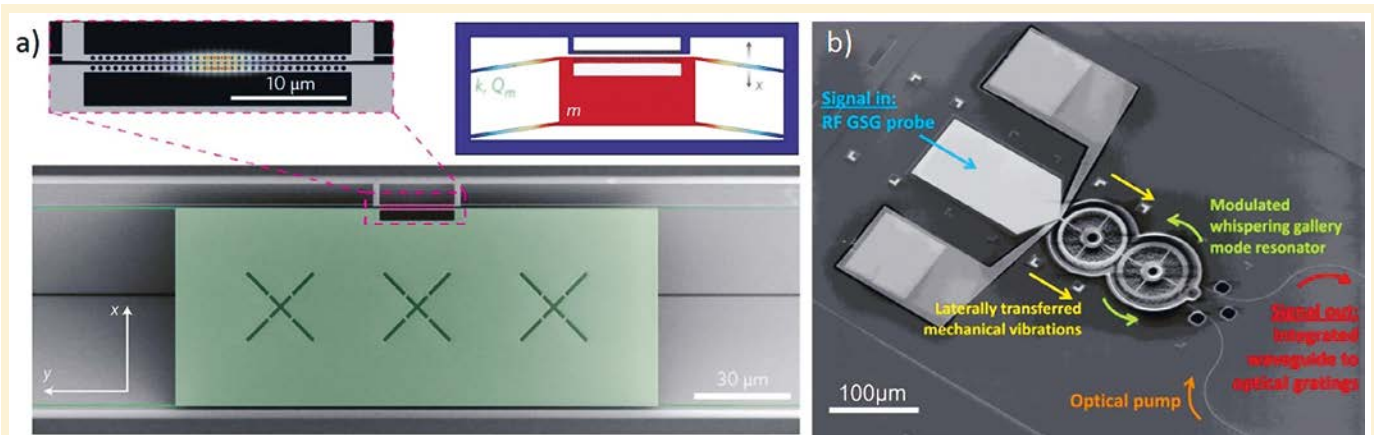 a)
10 µm
k, Qm
m
x
x
y
30 µm
b)
Signal in:
RF GSG probe
Modulated
whispering gallery
mode resonator
Laterally transferred
mechanical vibrations
Signal out:
Integrated
waveguide to
optical gratings
Optical pump
100µm